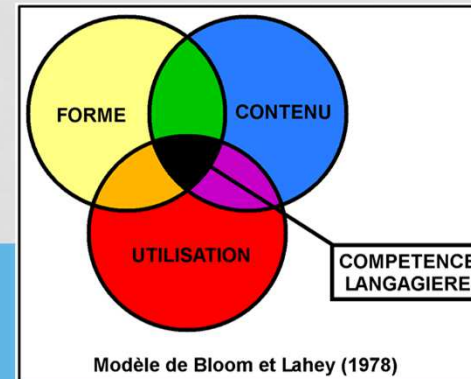 FORME
CONTENU
UTILISATION
COMPETENCE
LANGAGIERE
Modèle de Bloom et Lahey (1978)